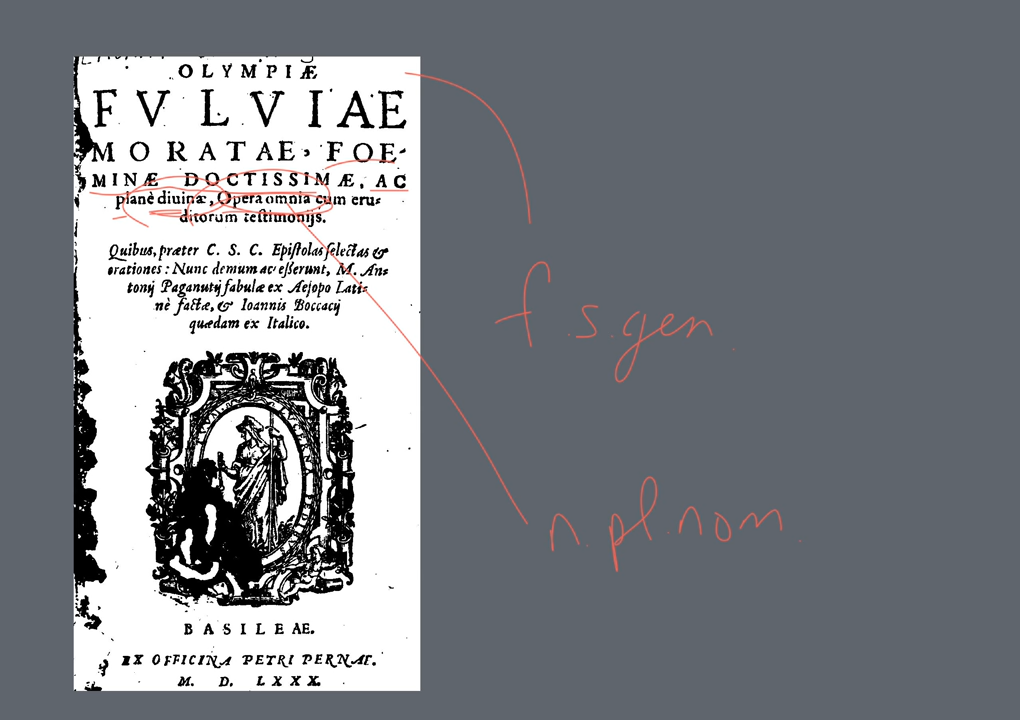 OLYMPIÆ
FVLVIAE
MORATAE, FOE-
MINÆ DOCTISSIMÆ, AC
planè diuinæ, Opera omnia cum eru-
ditorum testimonijs.
Quibus, præter C. S. C. Epistolas selectas &
orationes: Nunc demum accesserunt, M. An-
tonij Paganutij fabulæ ex Aesopo Lati-
nè factæ, & Ioannis Boccacij
quædam ex Italico.
BASILEAE.
EX OFFICINA PETRI PERNAE.
M. D. LXXX.
f.s.gen.
n.pl.nom.